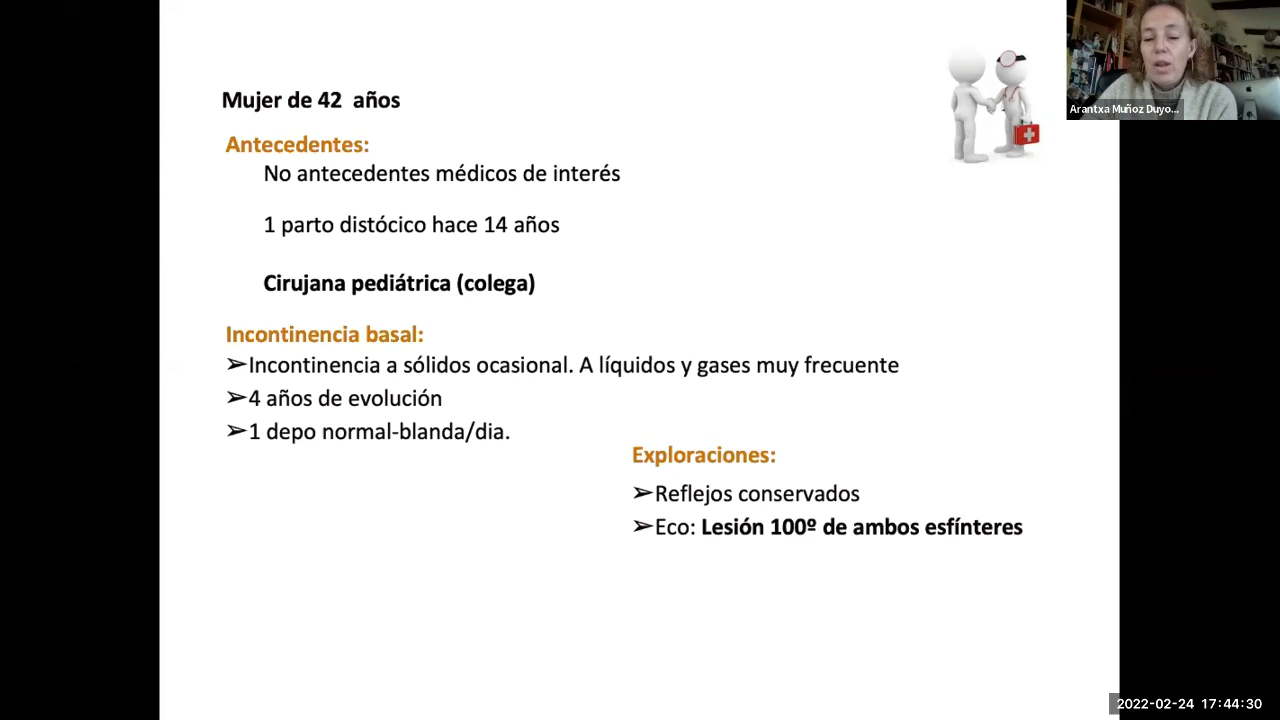 Mujer de 42 años
Antecedentes:
No antecedentes médicos de interés
1 parto distócico hace 14 años
Cirujana pediátrica (colega)
Incontinencia basal:
➢Incontinencia a sólidos ocasional. A líquidos y gases muy frecuente
➢4 años de evolución
➢1 depo normal-blanda/dia.
Exploraciones:
➢Reflejos conservados
➢Eco: Lesión 100º de ambos esfínteres
Arantxa Muñoz Duyo...
2022-02-24 17:44:30